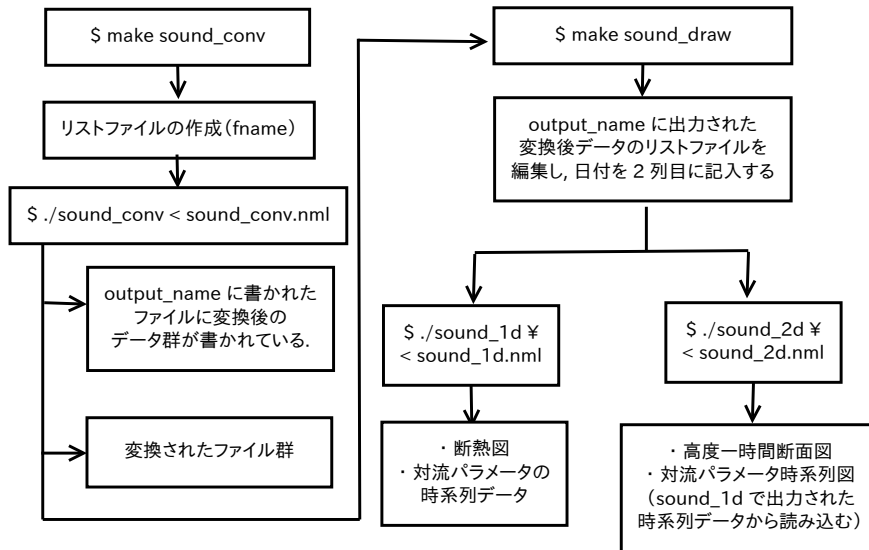 $ make sound_conv
リストファイルの作成(fname)
$ ./sound_conv < sound_conv.nml
output_name に書かれた
ファイルに変換後の
データ群が書かれている.
変換されたファイル群
$ make sound_draw
output_name に出力された
変換後データのリストファイルを
編集し, 日付を 2 列目に記入する
$ ./sound_1d ¥
< sound_1d.nml
・断熱図
・対流パラメータの
時系列データ
$ ./sound_2d ¥
< sound_2d.nml
・高度ー時間断面図
・対流パラメータ時系列図
(sound_1d で出力された
時系列データから読み込む)